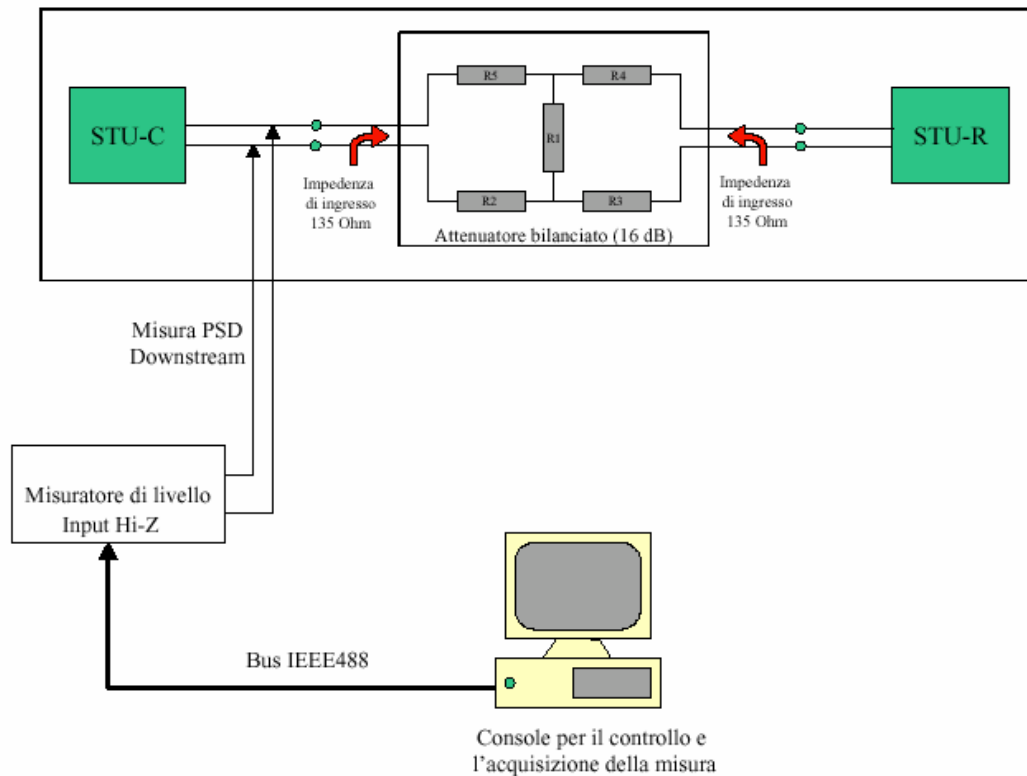 R5
R4
STU-C
R1
STU-R
Impedenza
di ingresso
135 Ohm
R2
R3
Impedenza
di ingresso
135 Ohm
Attenuatore bilanciato (16 dB)
Misura PSD
Downstream
Misuratore di livello
Input Hi-Z
Bus IEEE488
Console per il controllo e
l'acquisizione della misura